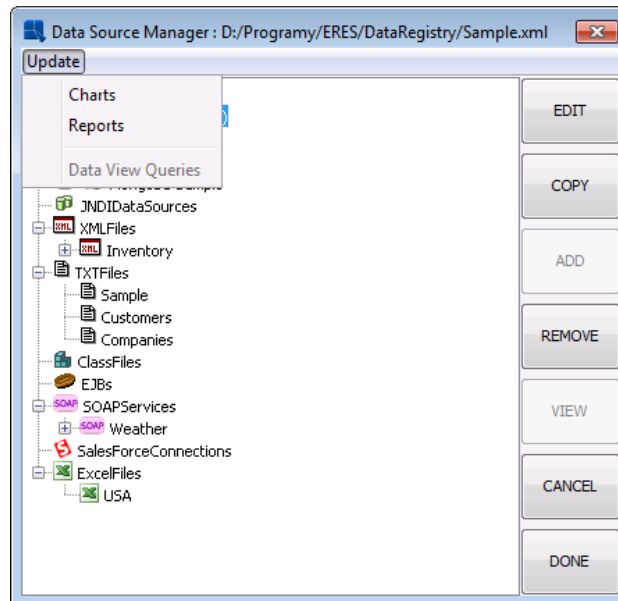 Data Source Manager : D:/Programy/ERES/DataRegistry/Sample.xml
Update
Charts
Reports
Data View Queries
JNDIDataSources
XMLFiles
Inventory
TXTFiles
Sample
Customers
Companies
ClassFiles
EJBs
SOAPServices
Weather
SalesForceConnections
ExcelFiles
USA
EDIT
COPY
ADD
REMOVE
VIEW
CANCEL
DONE